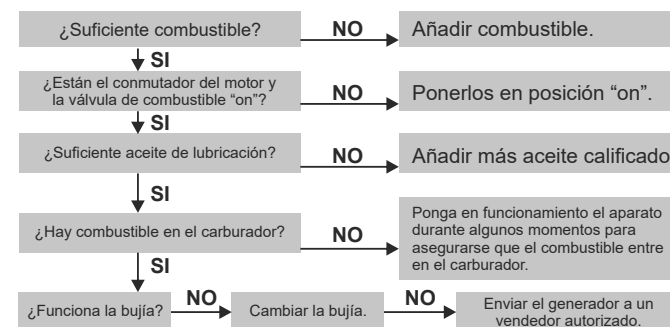 ¿Suficiente combustible?
NO
Añadir combustible.
SI
¿Están el conmutador del motor y
la válvula de combustible “on”?
NO
Ponerlos en posición “on”.
SI
¿Suficiente aceite de lubricación?
NO
Añadir más aceite calificado
SI
¿Hay combustible en el carburador?
NO
Ponga en funcionamiento el aparato
durante algunos momentos para
asegurarse que el combustible entre
en el carburador.
SI
¿Funciona la bujía?
NO
Cambiar la bujía.
NO
Enviar el generador a un
vendedor autorizado.